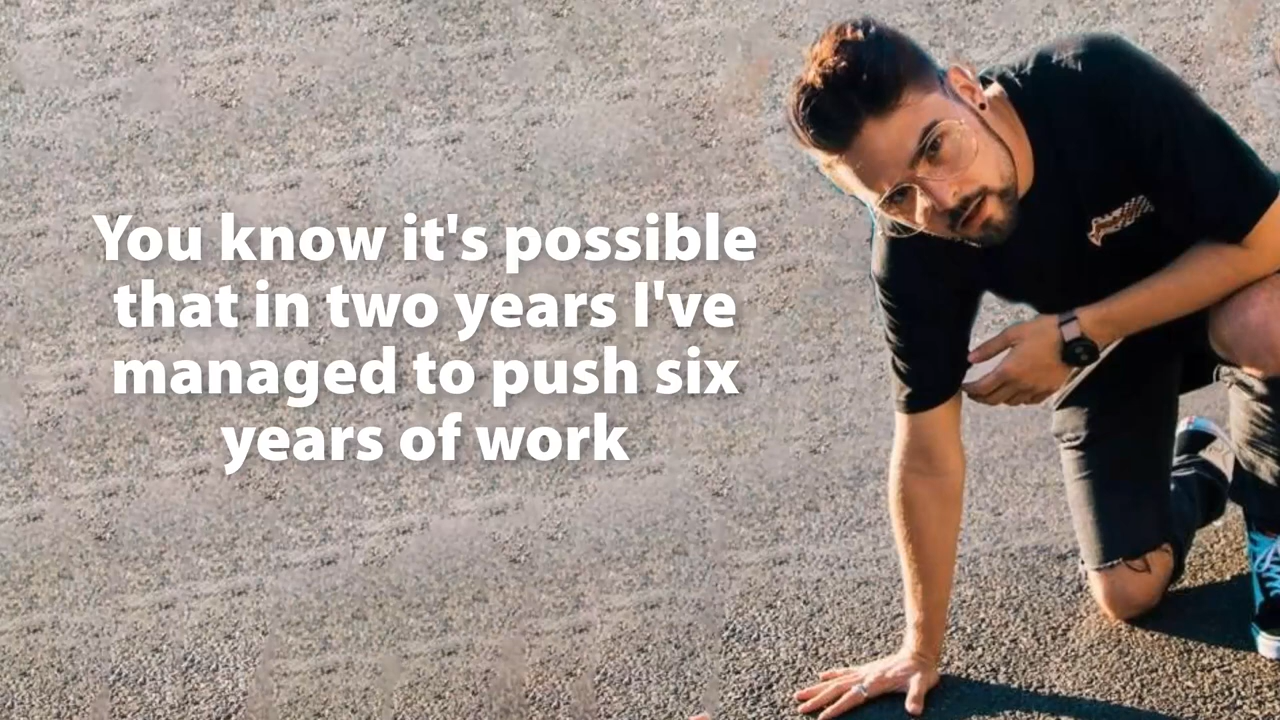 You know it's possible
that in two years I've
managed to push six
years of work